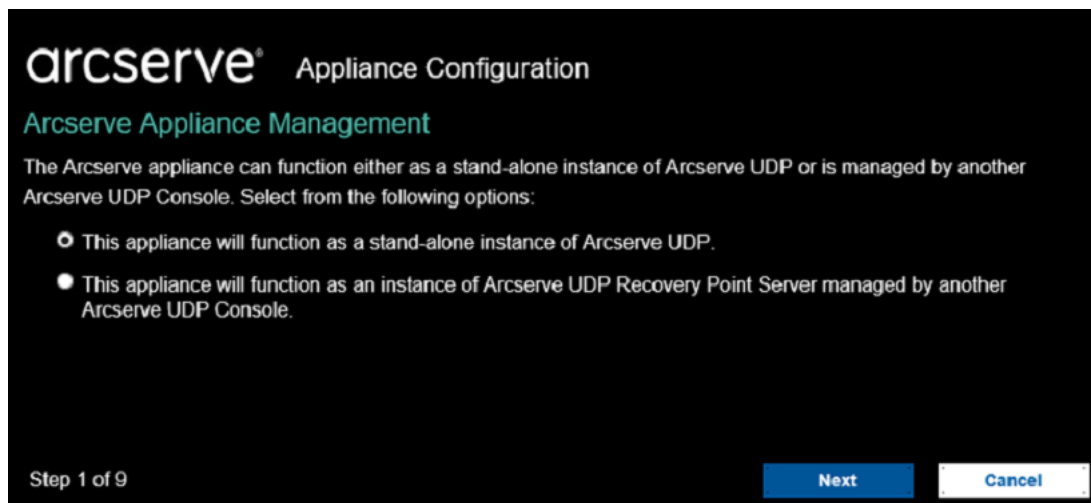 arcserve® Appliance Configuration
Arcserve Appliance Management
The Arcserve appliance can function either as a stand-alone instance of Arcserve UDP or is managed by another
Arcserve UDP Console. Select from the following options:
This appliance will function as a stand-alone instance of Arcserve UDP.
This appliance will function as an instance of Arcserve UDP Recovery Point Server managed by another
Arcserve UDP Console.
Step 1 of 9 Next Cancel